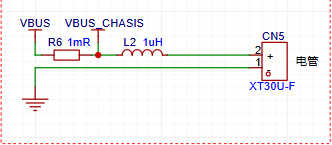 VBUS VBUS_CHASIS
R6 1mR L2 1uH CN5
2 +
1
电管
XT30U-F